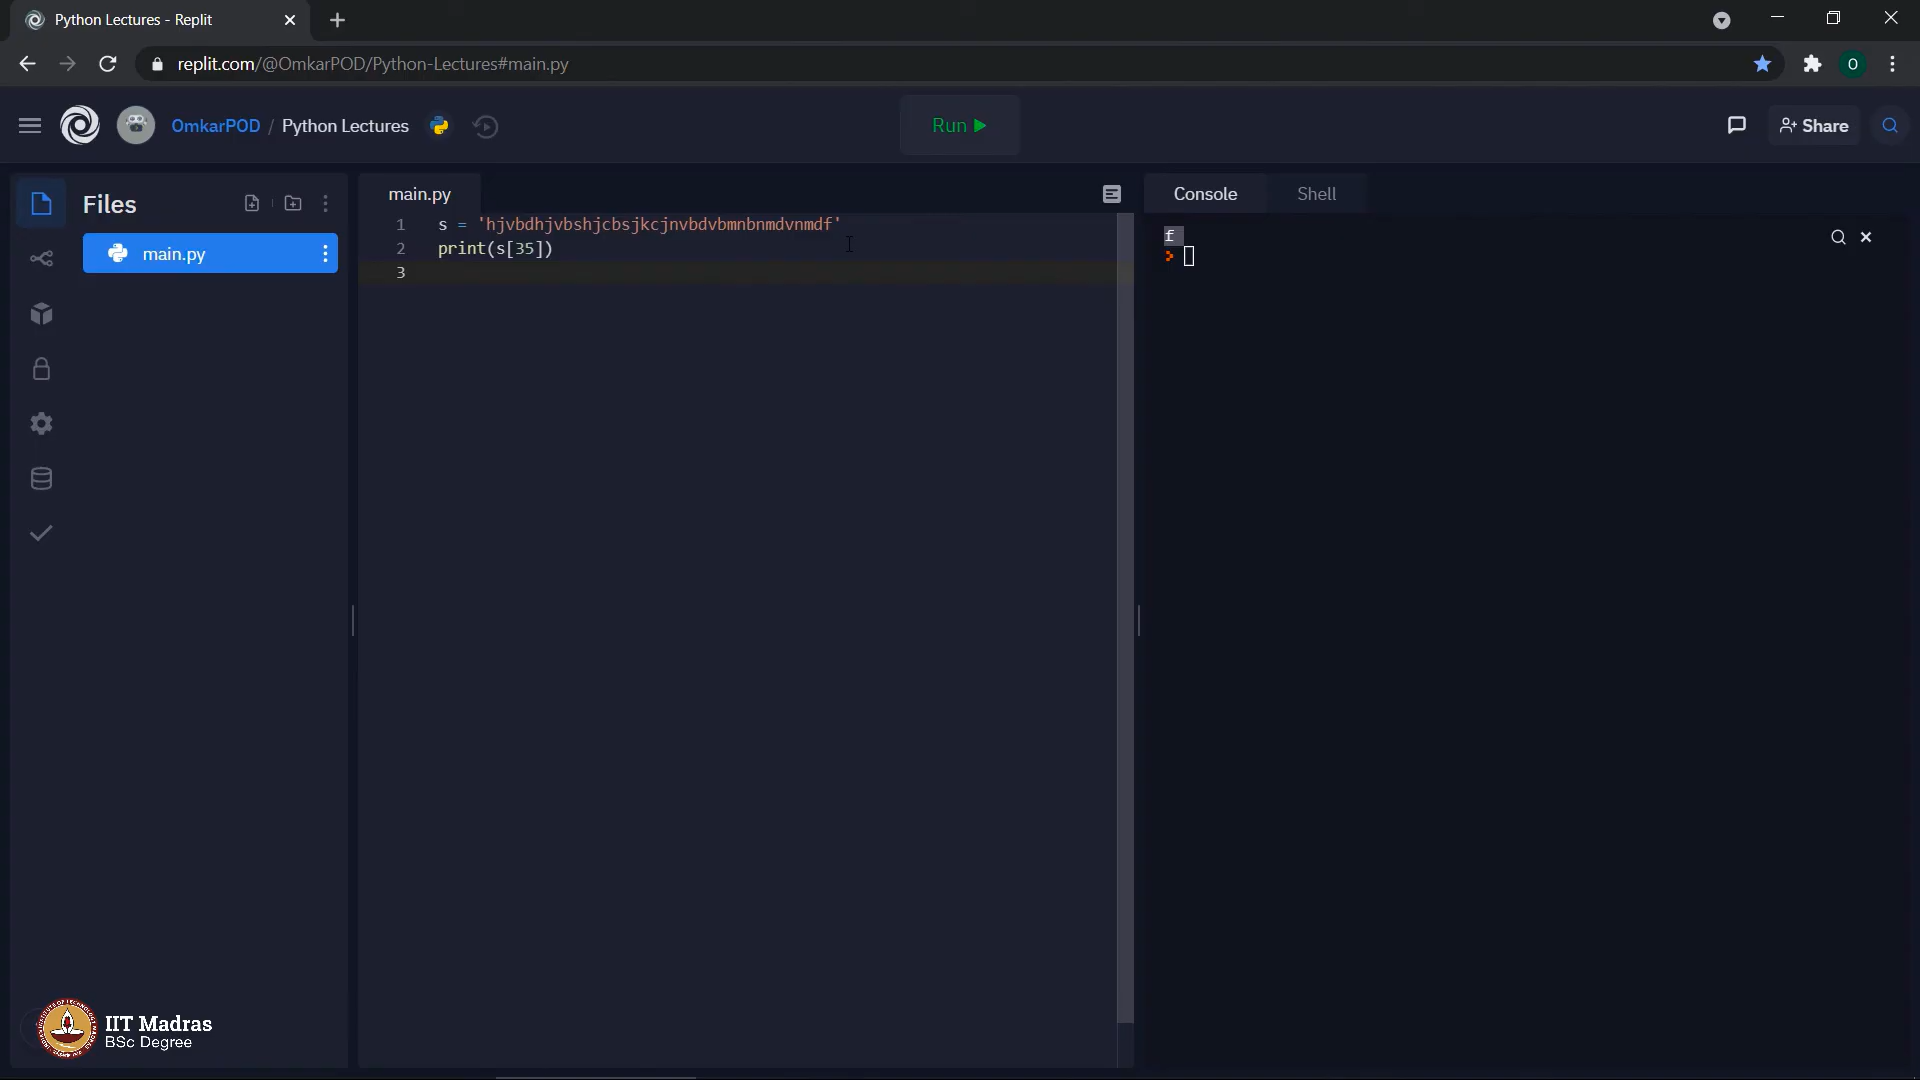 Python Lectures - Replit
replit.com/@OmkarPOD/Python-Lectures#main.py
O
OmkarPOD / Python Lectures
Run
Share
Files
main.py
main.py
1 s = 'hjvbdhjvbshjcbsjkcjnvbdvbmnbnmdvnmdf'
2 print(s[35])
3
Console
Shell
f
IIT Madras
BSc Degree